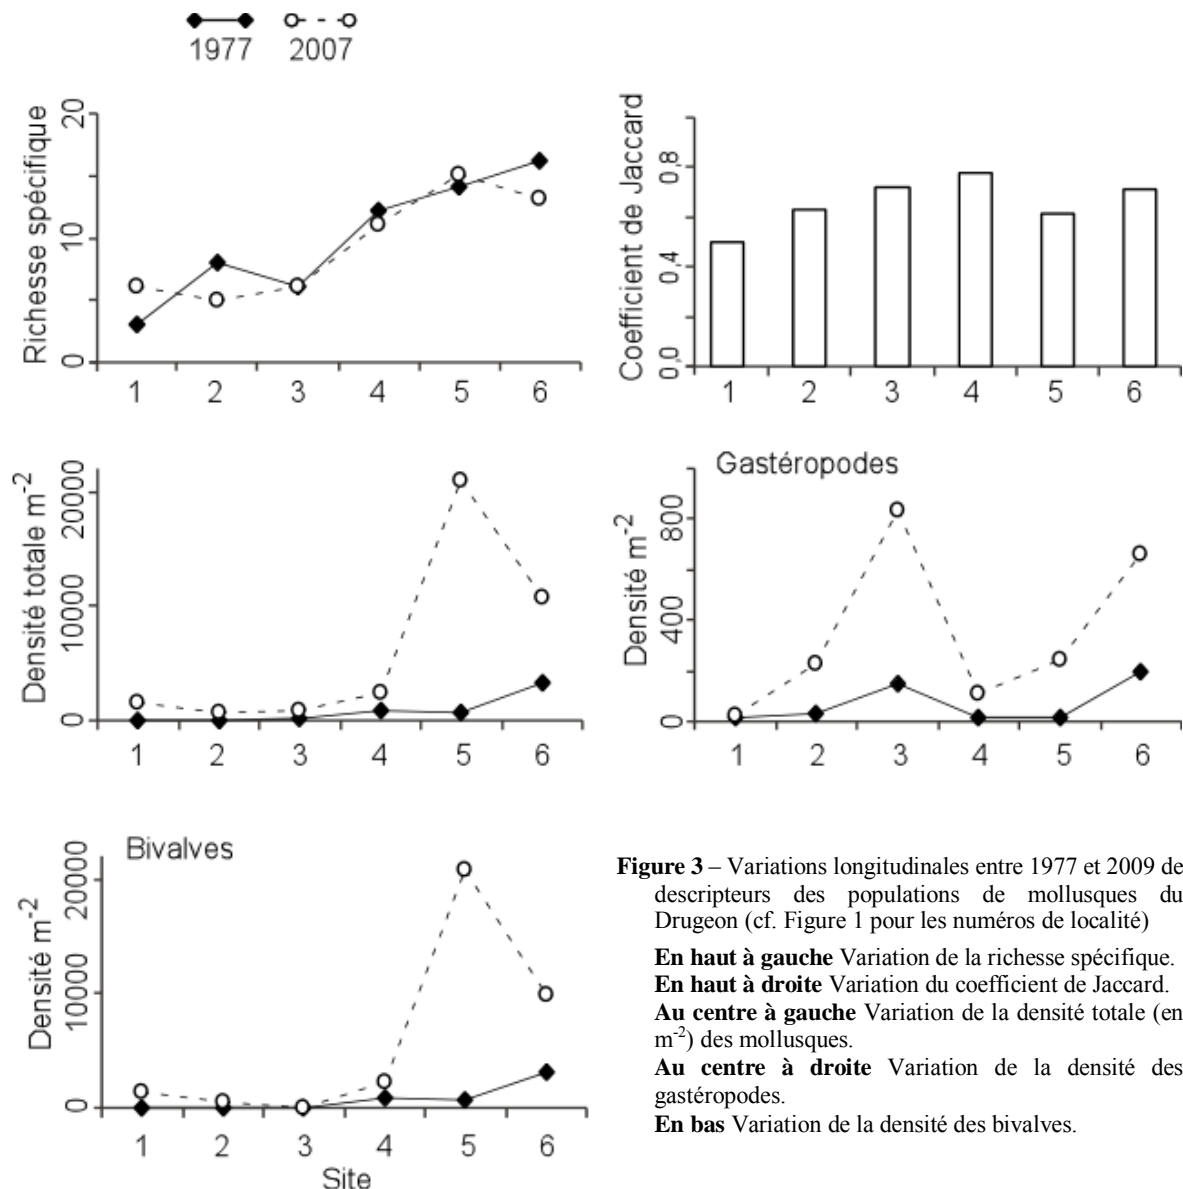 1977 2007
Richesse spécifique
20
10
0
1 2 3 4 5 6
Coefficient de Jaccard
0.8
0.4
0.0
1 2 3 4 5 6
Densité totale m-2
20000
10000
0
1 2 3 4 5 6
Gastéropodes
Densité m-2
800
400
0
1 2 3 4 5 6
Bivalves
Densité m-2
20000
10000
0
1 2 3 4 5 6
Site
Figure 3 – Variations longitudinales entre 1977 et 2009 de
descripteurs des populations de mollusques du
Drugeon (cf. Figure 1 pour les numéros de localité)
En haut à gauche Variation de la richesse spécifique.
En haut à droite Variation du coefficient de Jaccard.
Au centre à gauche Variation de la densité totale (en
m-2) des mollusques.
Au centre à droite Variation de la densité des
gastéropodes.
En bas Variation de la densité des bivalves.